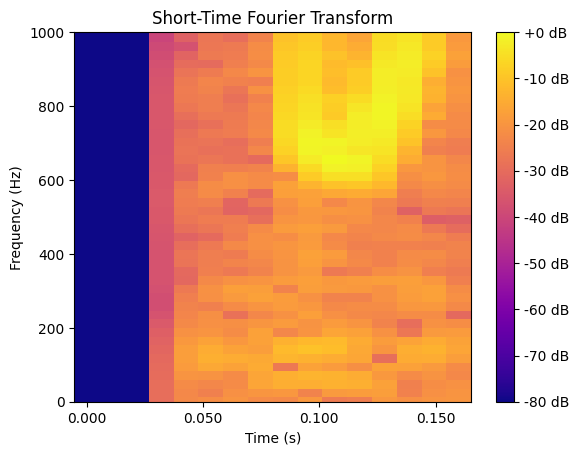 Short-Time Fourier Transform
1000
800
600
400
200
0
Frequency (Hz)
0.000
0.050
0.100
0.150
Time (s)
+0 dB
-10 dB
-20 dB
-30 dB
-40 dB
-50 dB
-60 dB
-70 dB
-80 dB